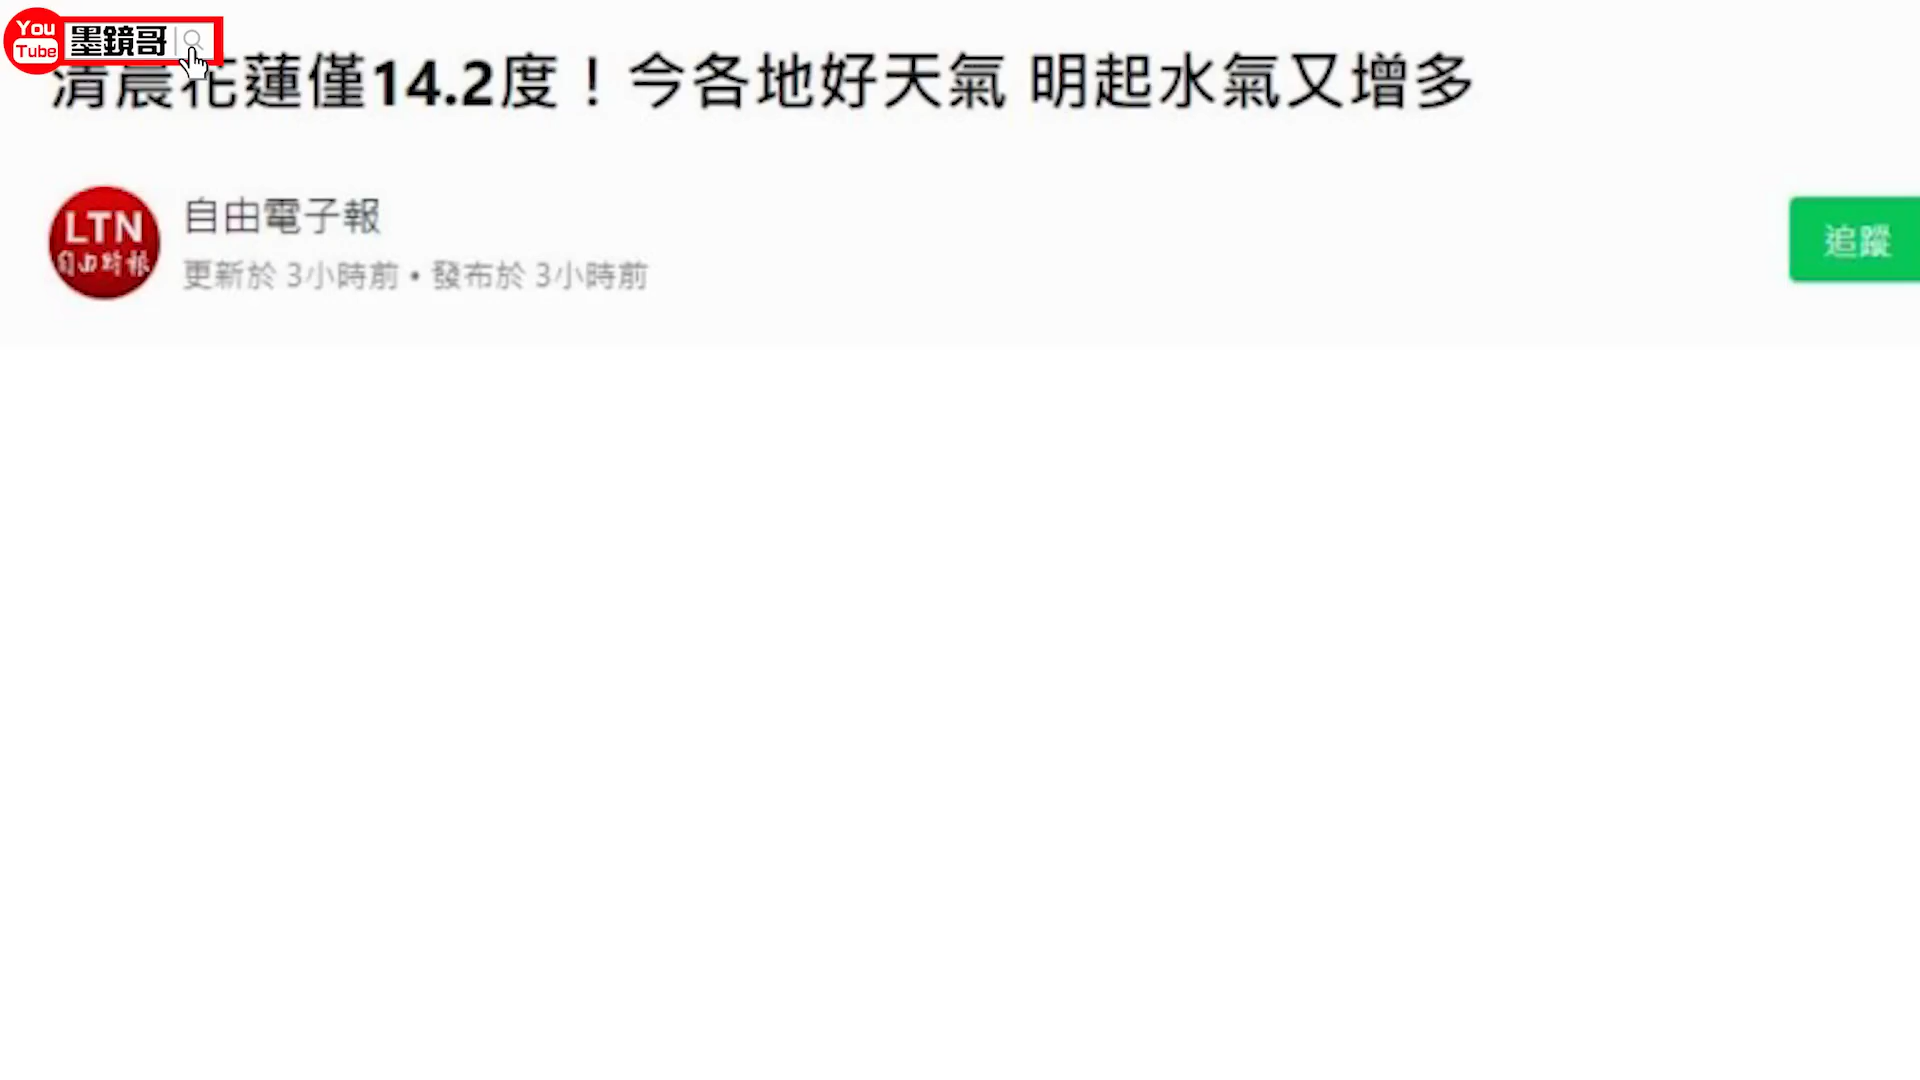 You
Tube
墨鏡哥
清晨花蓮僅14.2度！今各地好天氣 明起水氣又增多
LTN
自由時報
自由電子報
更新於 3小時前 • 發布於 3小時前
追蹤